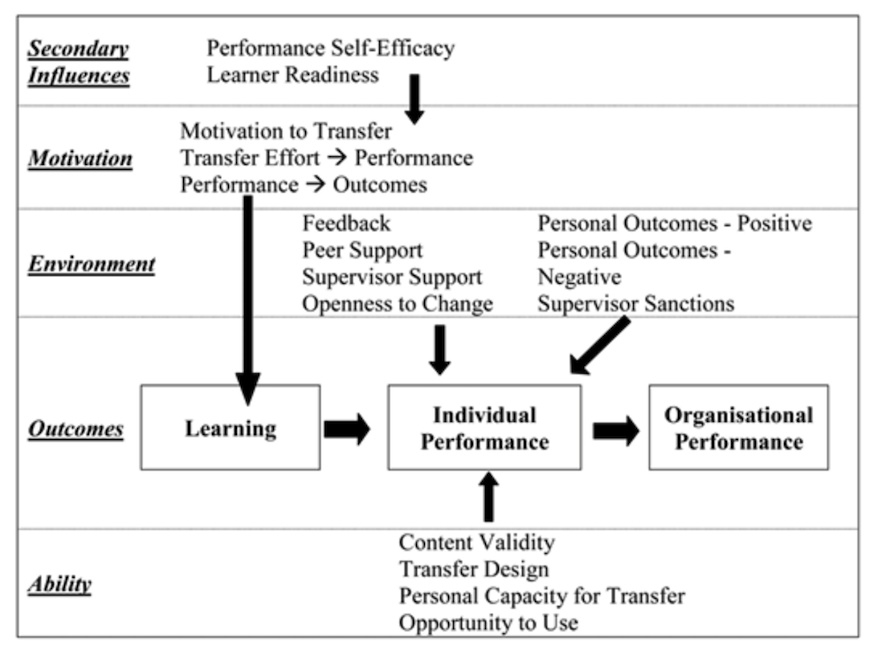 Secondary
Influences
Performance Self-Efficacy
Learner Readiness
Motivation
Motivation to Transfer
Transfer Effort → Performance
Performance → Outcomes
Environment
Feedback
Peer Support
Supervisor Support
Openness to Change
Personal Outcomes - Positive
Personal Outcomes -
Negative
Supervisor Sanctions
Outcomes
Learning
Individual
Performance
Organisational
Performance
Ability
Content Validity
Transfer Design
Personal Capacity for Transfer
Opportunity to Use